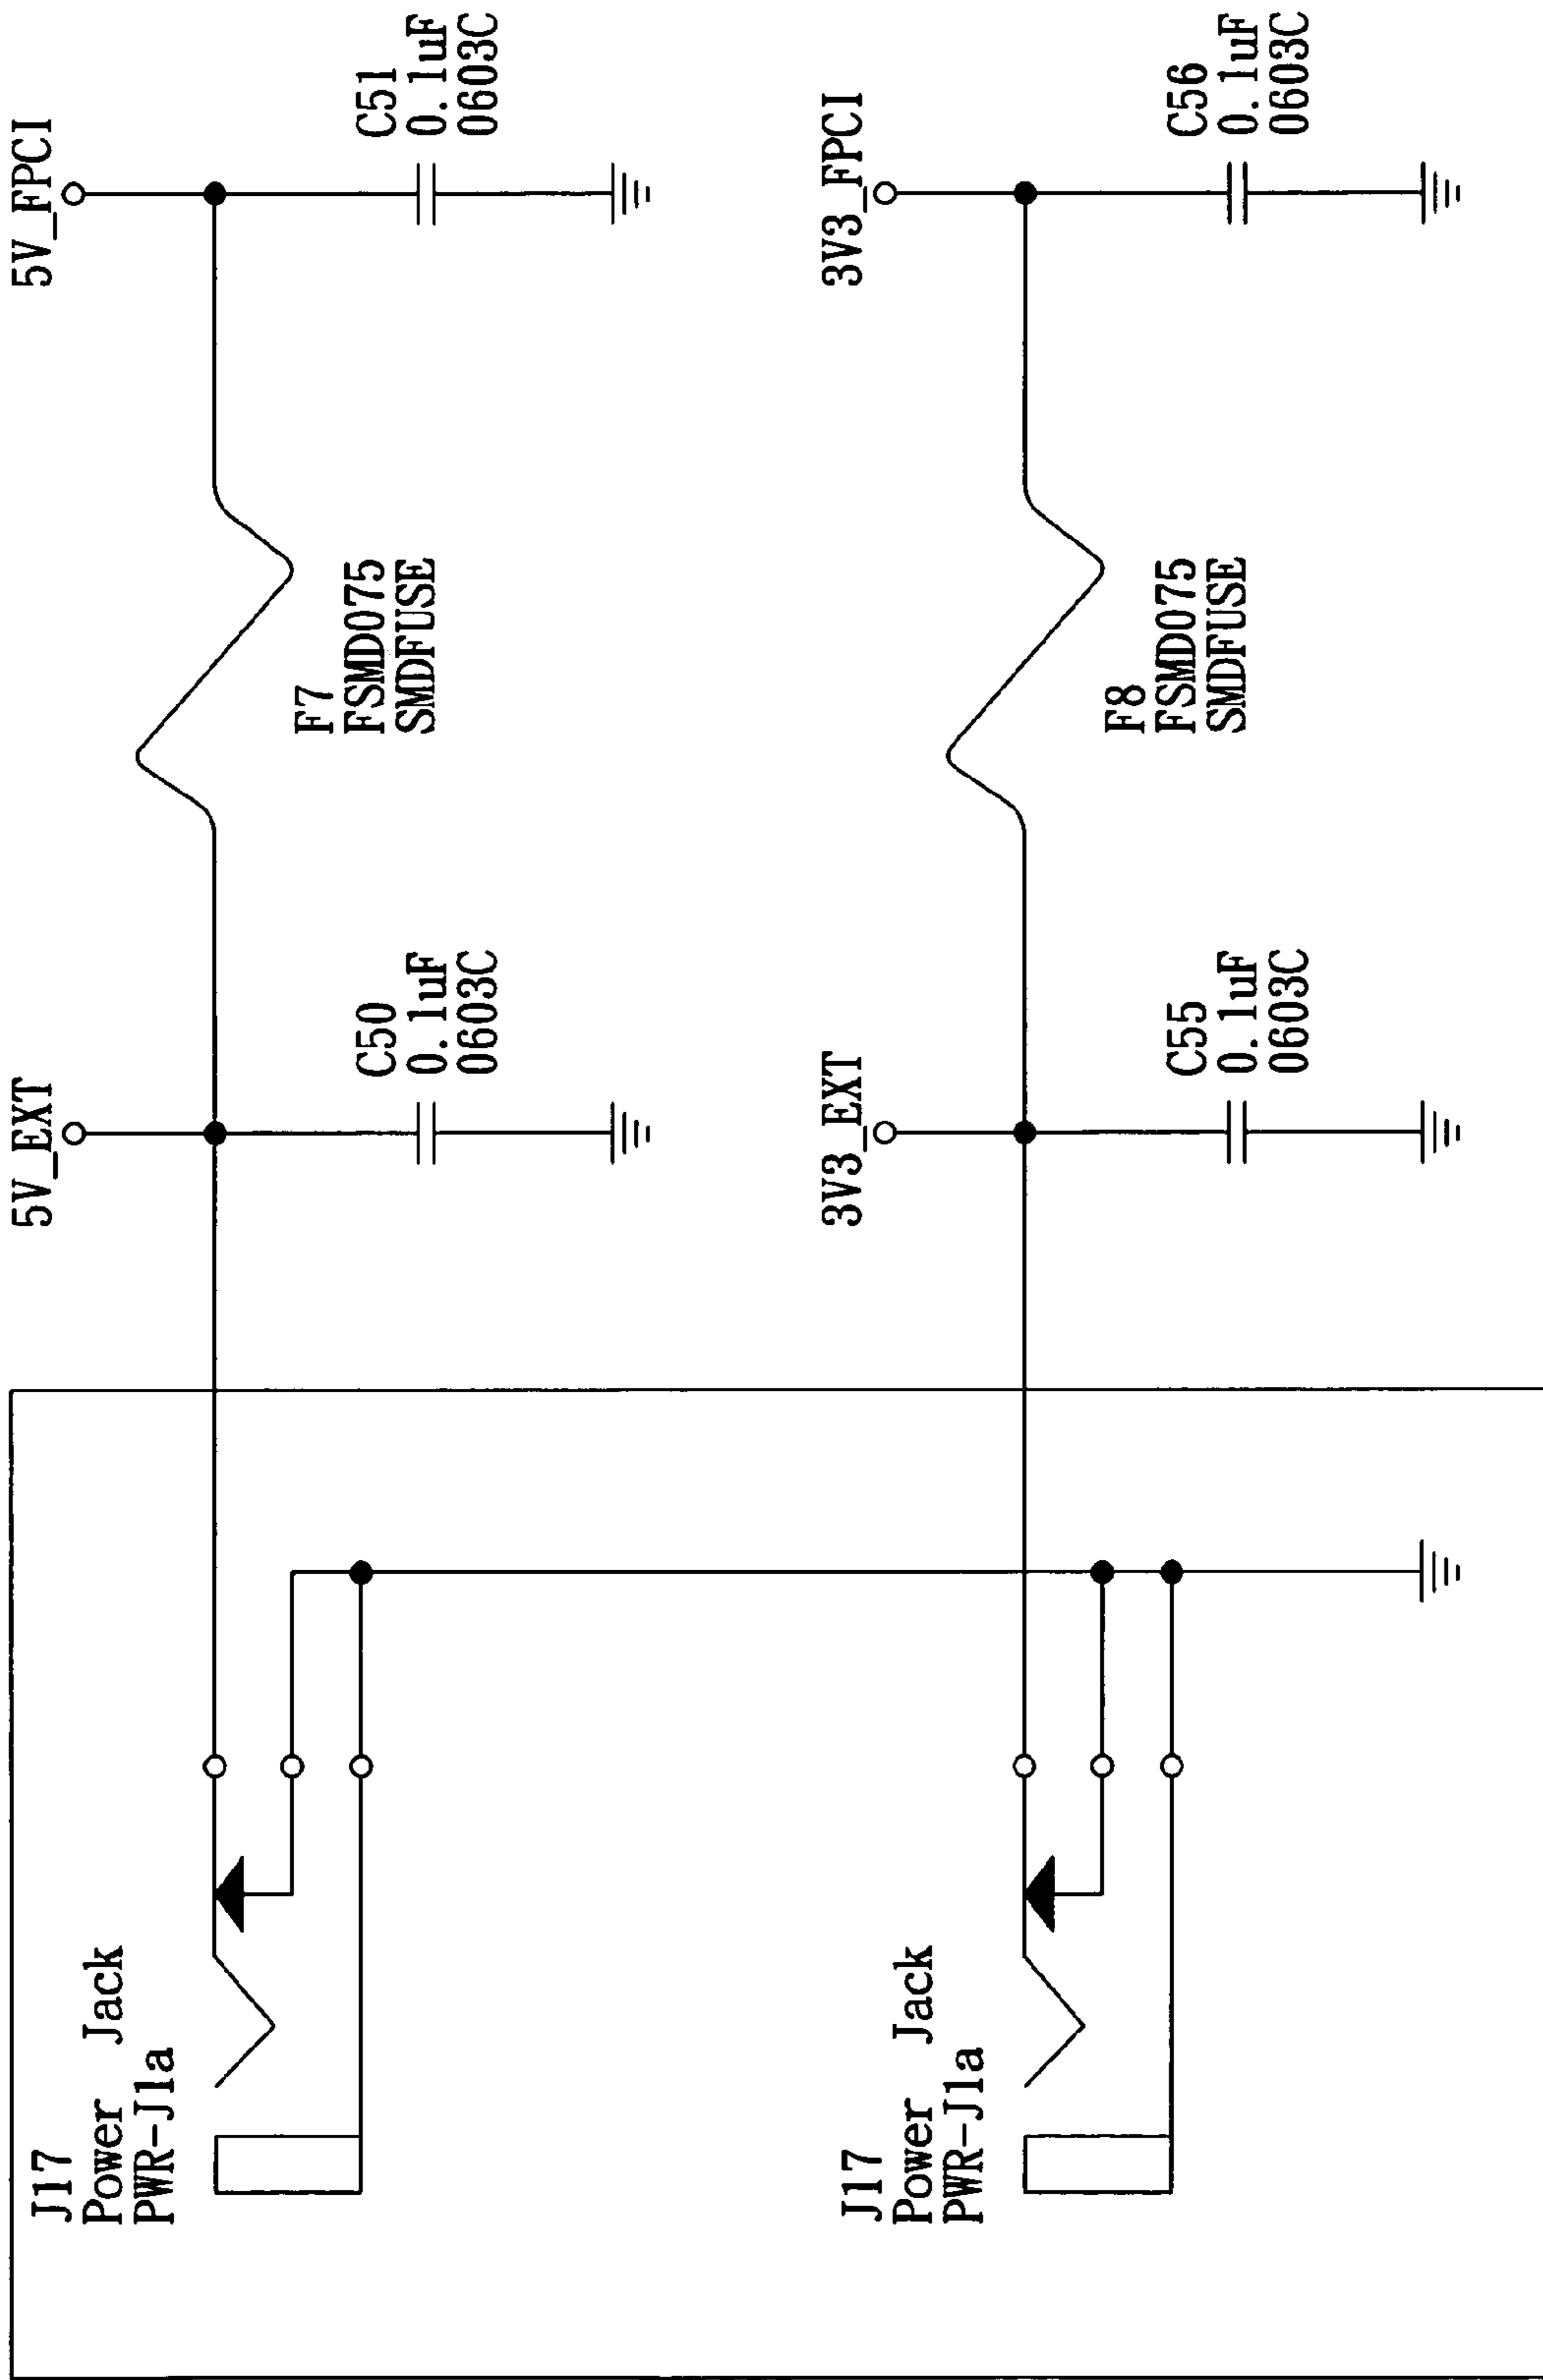 J17
Power Jack
PWR-J1a
5V_EXT
C50
0.1uF
0603C
F7
FSMD075
SMDFUSE
5V_FPCI
C51
0.1uF
0603C
J17
Power Jack
PWR-J1a
3V3_EXT
C55
0.1uF
0603C
F8
FSMD075
SMDFUSE
3V3_FPCI
C56
0.1uF
0603C